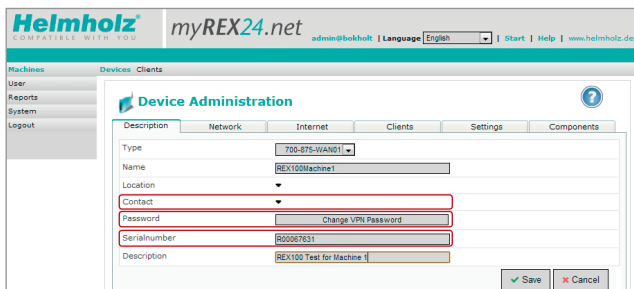 Helmholz®
COMPATIBLE WITH YOU
myREX24.net
admin@bokholt | Language English | Start | Help | www.helmholz.de
Machines
Devices Clients
User
Reports
System
Logout
Device Administration
?
Description Network Internet Clients Settings Components
Type 700-875-WAN01
Name REX100Machine1
Location
Contact
Password Change VPN Password
Serialnumber R00067631
Description REX100 Test for Machine 1
Save Cancel